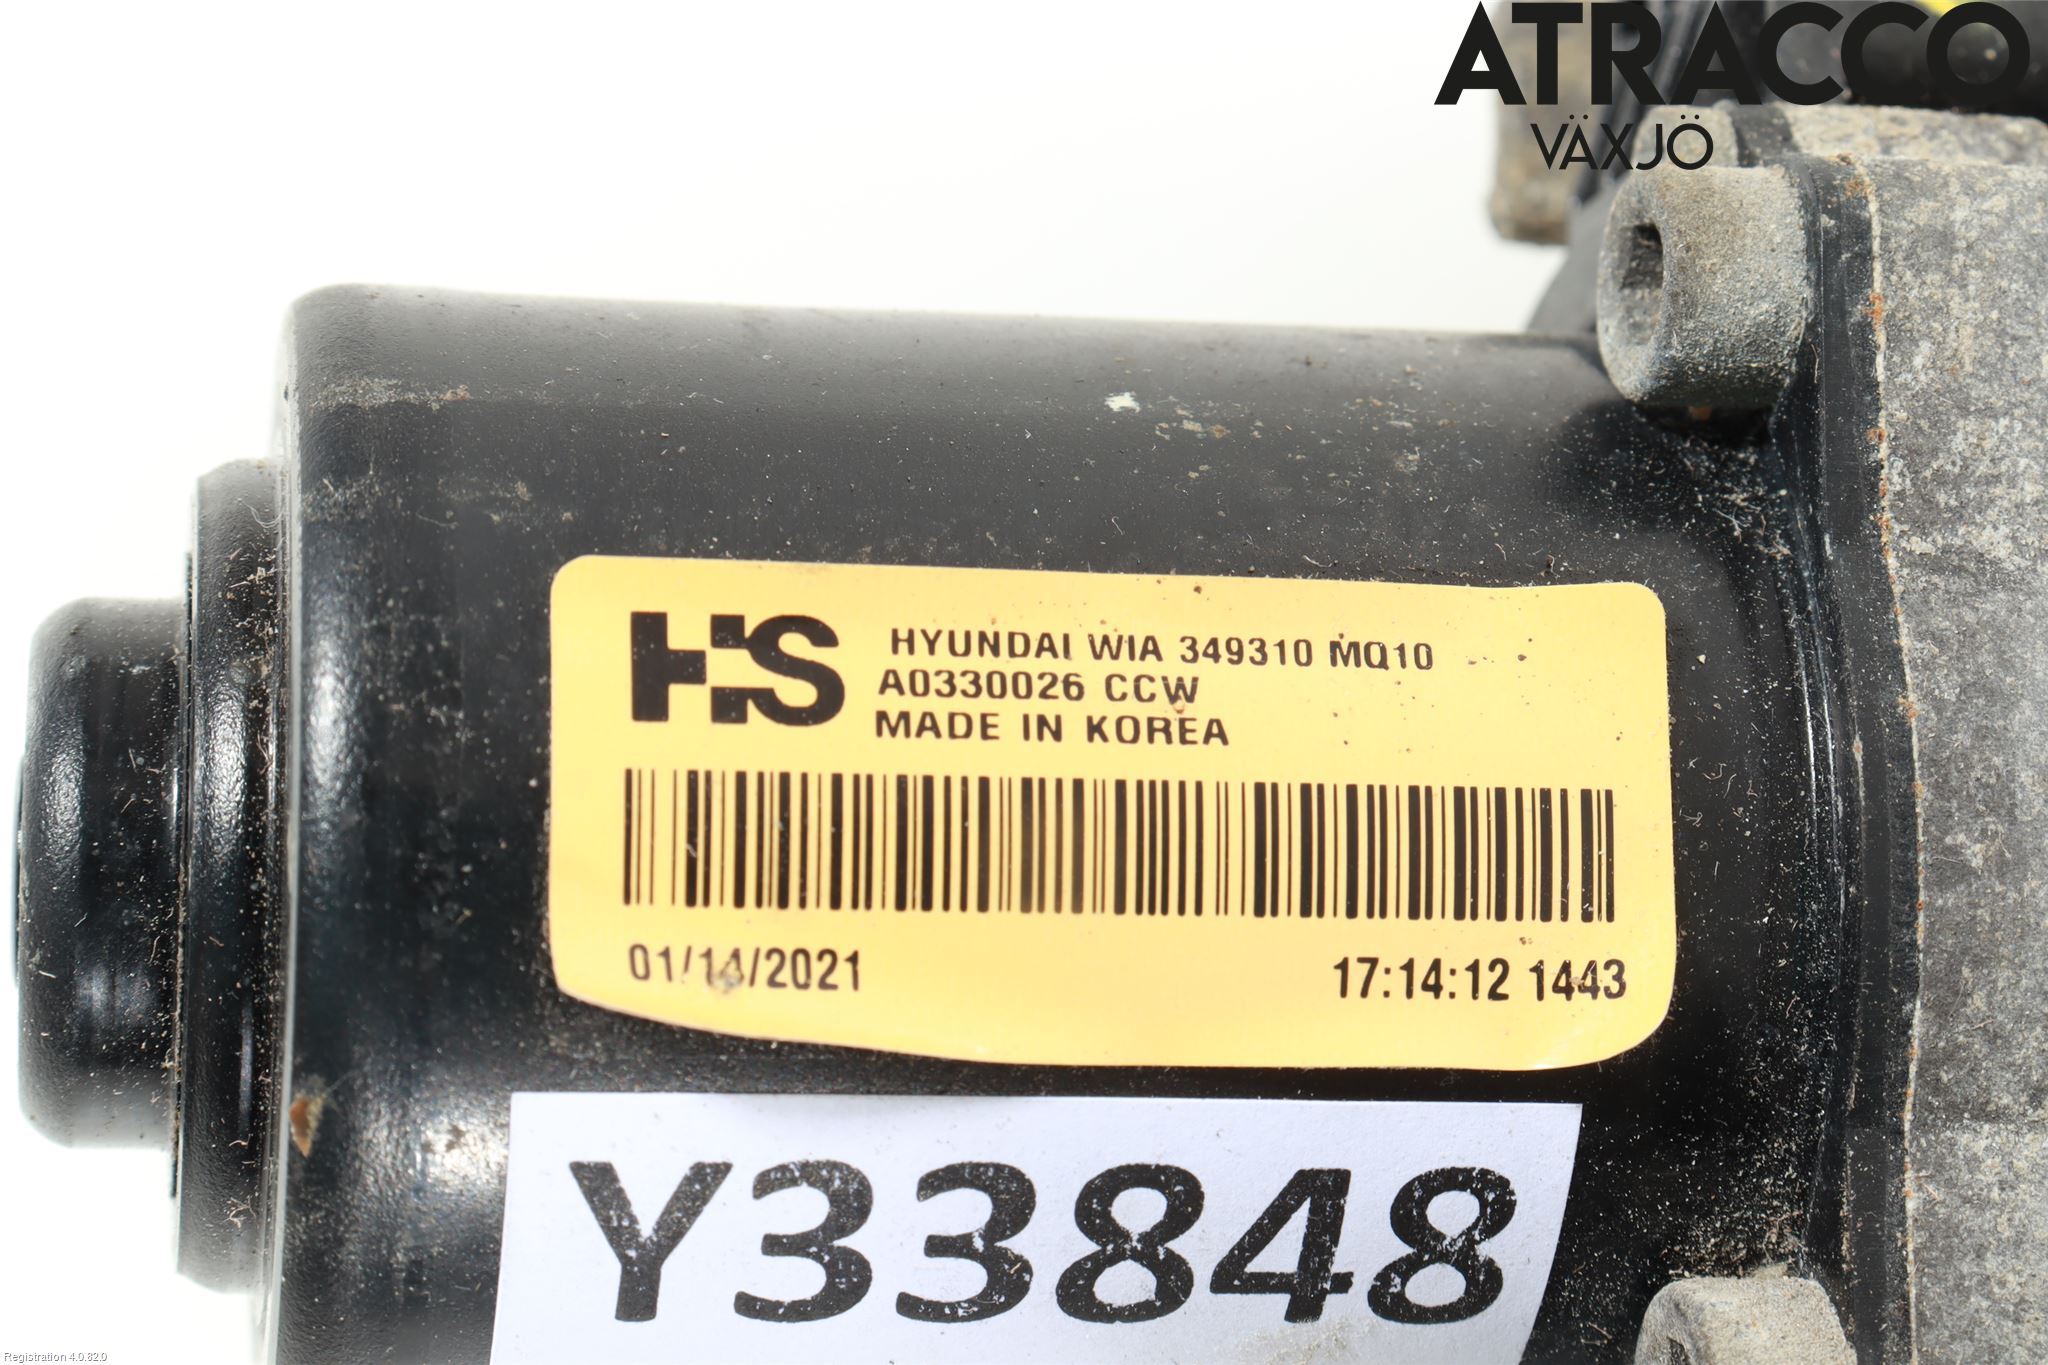 ATRACCO
VÄXJÖ
HS
HYUNDAI WIA 349310 MQ10
A0330026 CCW
MADE IN KOREA
01/14/2021
17:14:12 1443
Y33848
Registration 4.0.82.0